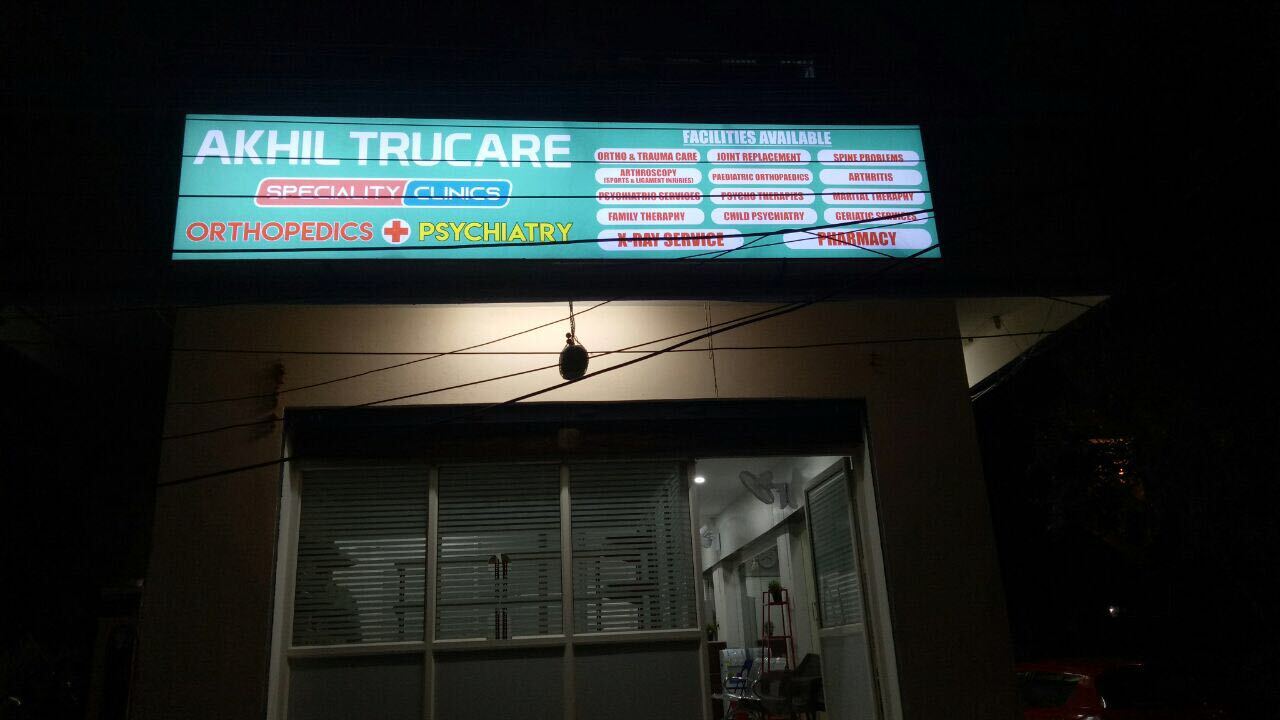 AKHIL TRUCARE
SPECIALITY CLINICS
ORTHOPEDICS + PSYCHIATRY
FACILITIES AVAILABLE
ORTHO & TRAUMA CARE JOINT REPLACEMENT SPINE PROBLEMS
ARTHROSCOPY
(SPORTS & LIGAMENT INJURIES) PAEDIATRIC ORTHOPAEDICS ARTHRITIS
PSYCHIATRIC SERVICES PSYCHO THERAPIES MARITAL THERAPHY
FAMILY THERAPHY CHILD PSYCHIATRY GERIATIC SERVICES
X-RAY SERVICE PHARMACY